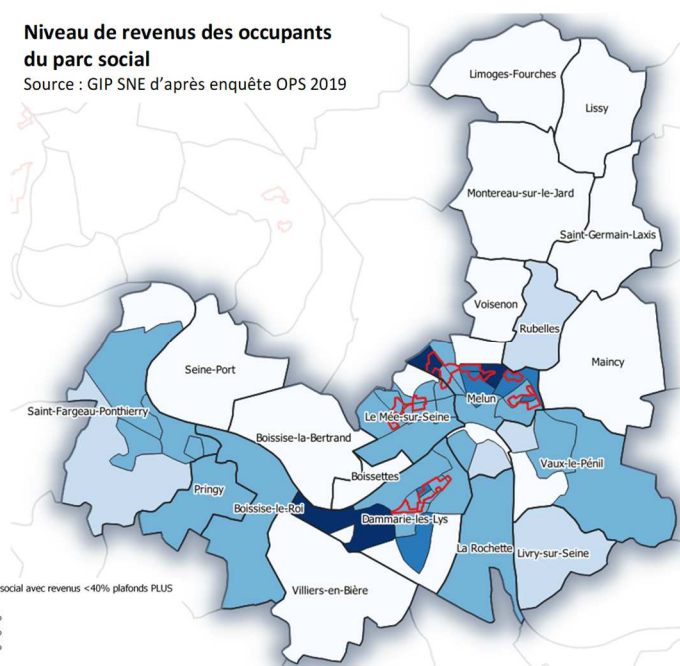 Niveau de revenus des occupants
du parc social
Source : GIP SNE d'après enquête OPS 2019
Limoges-Fourches
Lissy
Montereau-sur-le-Jard
Saint-Germain-Laxis
Voisenon
Rubelles
Maincy
Seine-Port
Saint-Fargeau-Ponthierry
Melun
Le Mée-sur-Seine
Boissise-la-Bertrand
Vaux-le-Pénil
Boissettes
Pringy
Boissise-le-Roi
Dammarie-les-Lys
La Rochette
Livry-sur-Seine
social avec revenus <40% plafonds PLUS
Villiers-en-Bière